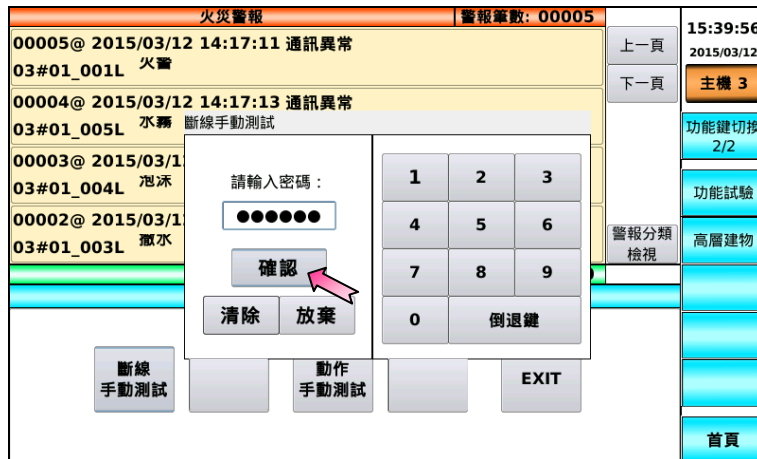 火災警報
警報筆數: 00005
00005@ 2015/03/12 14:17:11 通訊異常
03#01_001L 火警
00004@ 2015/03/12 14:17:13 通訊異常
03#01_005L 水霧
00003@ 2015/03/1
03#01_004L 泡沫
00002@ 2015/03/1
03#01_003L 撒水
上一頁
下一頁
警報分類
檢視
15:39:56
2015/03/12
主機 3
功能鍵切換
2/2
功能試驗
高層建物
首頁
斷線手動測試
請輸入密碼：
●●●●●●
確認
清除
放棄
1 2 3
4 5 6
7 8 9
0 倒退鍵
斷線
手動測試
動作
手動測試
EXIT